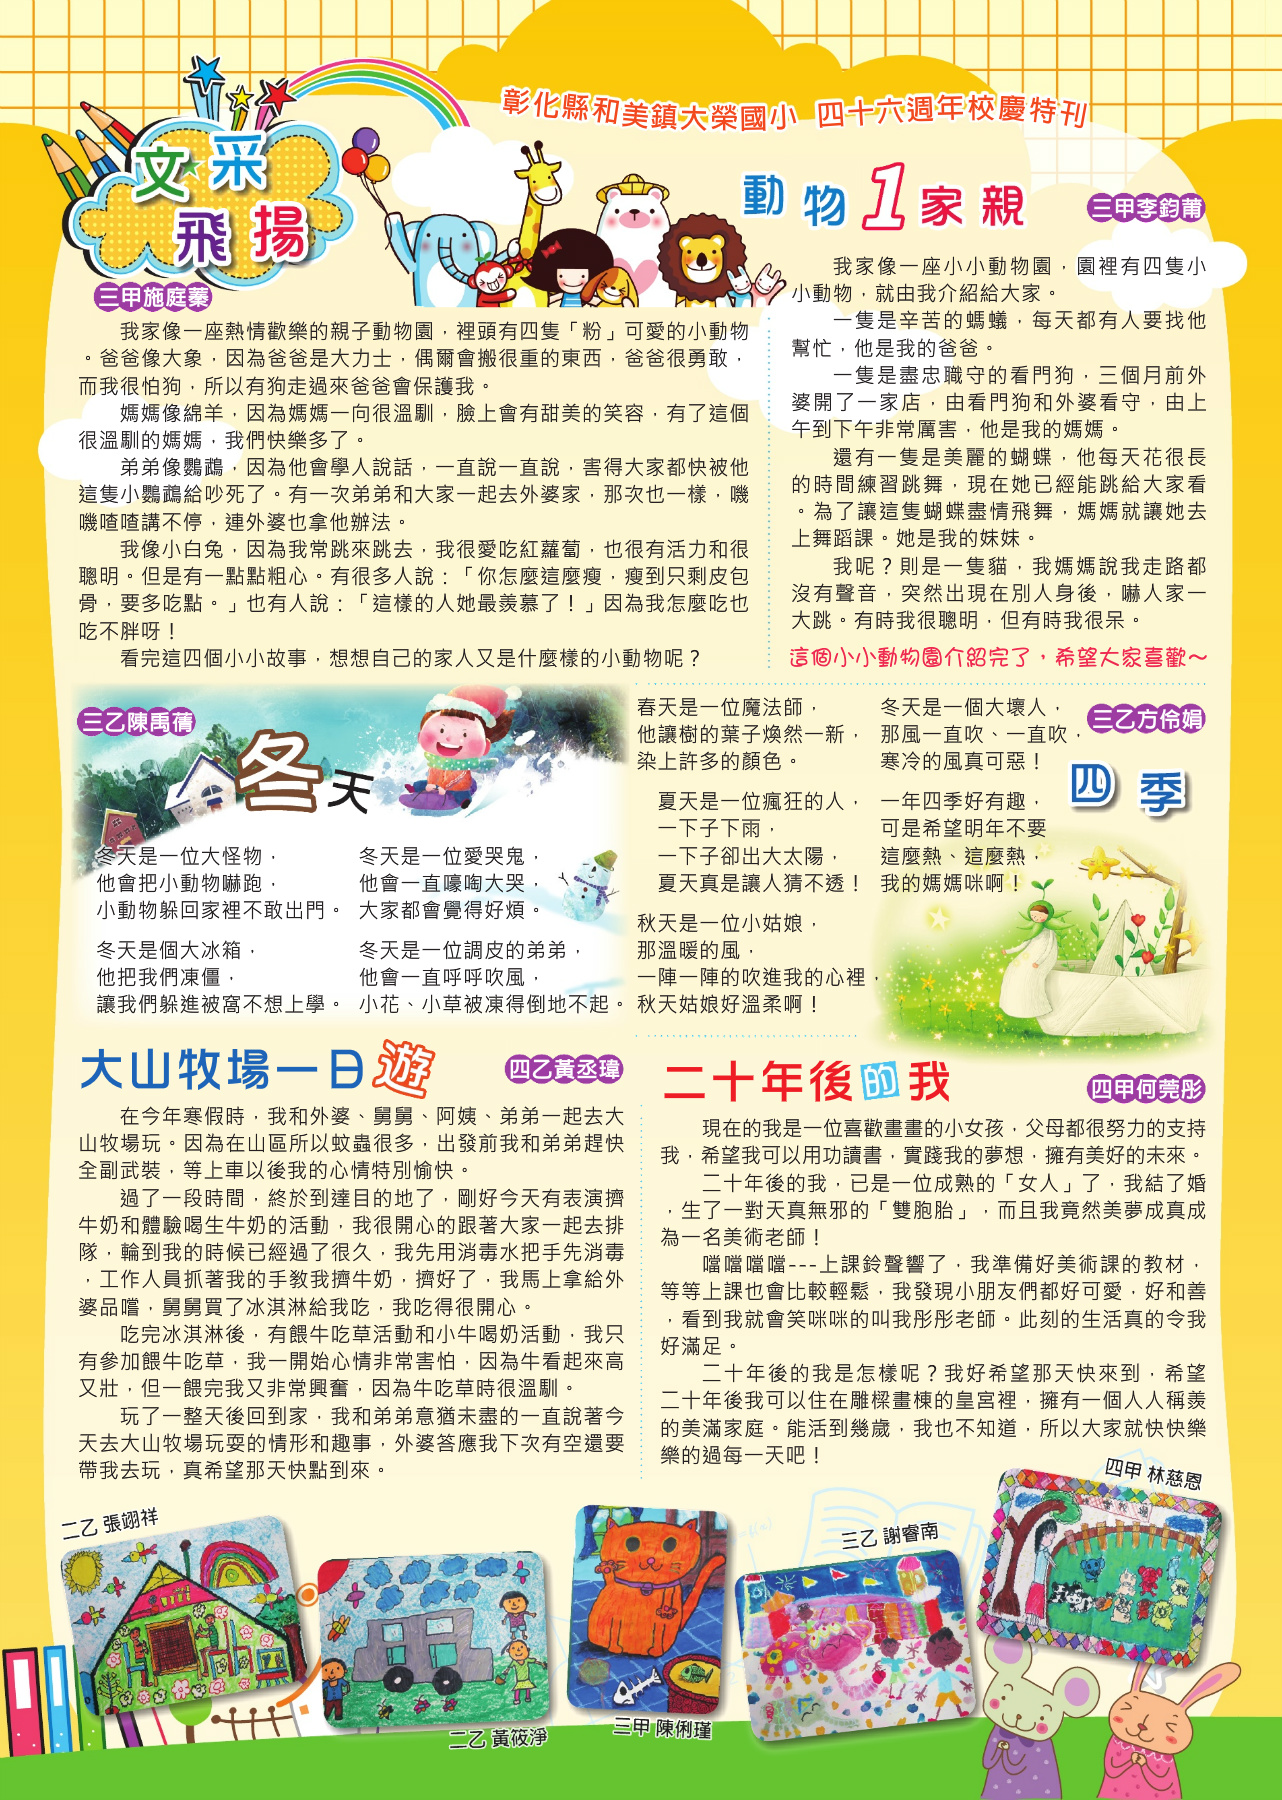 彰化縣和美鎮大榮國小 四十六週年校慶特刊
文采
飛揚
三甲施庭蓁
我家像一座熱情歡樂的親子動物園，裡頭有四隻「粉」可愛的小動物
。爸爸像大象，因為爸爸是大力士，偶爾會搬很重的東西，爸爸很勇敢，
而我很怕狗，所以有狗走過來爸爸會保護我。
媽媽像綿羊，因為媽媽一向很溫馴，臉上會有甜美的笑容，有了這個
很溫馴的媽媽，我們快樂多了。
弟弟像鸚鵡，因為他會學人說話，一直說一直說，害得大家都快被他
這隻小鸚鵡給吵死了。有一次弟弟和大家一起去外婆家，那次也一樣，嘰
嘰喳喳講不停，連外婆也拿他辦法。
我像小白兔，因為我常跳來跳去，我很愛吃紅蘿蔔，也很有活力和很
聰明。但是有一點點粗心。有很多人說：「你怎麼這麼瘦，瘦到只剩皮包
骨，要多吃點。」也有人說：「這樣的人她最羨慕了！」因為我怎麼吃也
吃不胖呀！
看完這四個小小故事，想想自己的家人又是什麼樣的小動物呢？
動物1家親
三甲李鈞莆
我家像一座小小動物園，園裡有四隻小
小動物，就由我介紹給大家。
一隻是辛苦的螞蟻，每天都有人要找他
幫忙，他是我的爸爸。
一隻是盡忠職守的看門狗，三個月前外
婆開了一家店，由看門狗和外婆看守，由上
午到下午非常厲害，他是我的媽媽。
還有一隻是美麗的蝴蝶，他每天花很長
的時間練習跳舞，現在她已經能跳給大家看
。為了讓這隻蝴蝶盡情飛舞，媽媽就讓她去
上舞蹈課。她是我的妹妹。
我呢？則是一隻貓，我媽媽說我走路都
沒有聲音，突然出現在別人身後，嚇人家一
大跳。有時我很聰明，但有時我很呆。
這個小小動物園介紹完了，希望大家喜歡～
三乙陳禹蒨
冬天
冬天是一位大怪物，
他會把小動物嚇跑，
小動物躲回家裡不敢出門。
冬天是個大冰箱，
他把我們凍僵，
讓我們躲進被窩不想上學。
冬天是一位愛哭鬼，
他會一直嚎啕大哭，
大家都會覺得好煩。
冬天是一位調皮的弟弟，
他會一直呼呼吹風，
小花、小草被凍得倒地不起。
三乙方伶娟
四季
春天是一位魔法師，
他讓樹的葉子煥然一新，
染上許多的顏色。
夏天是一位瘋狂的人，
一下子下雨，
一下子卻出大太陽，
夏天真是讓人猜不透！
秋天是一位小姑娘，
那溫暖的風，
一陣一陣的吹進我的心裡，
秋天姑娘好溫柔啊！
冬天是一個大壞人，
那風一直吹、一直吹，
寒冷的風真可惡！
一年四季好有趣，
可是希望明年不要
這麼熱、這麼熱，
我的媽媽咪啊！
大山牧場一日遊
四乙黃丞瑋
在今年寒假時，我和外婆、舅舅、阿姨、弟弟一起去大
山牧場玩。因為在山區所以蚊蟲很多，出發前我和弟弟趕快
全副武裝，等上車以後我的心情特別愉快。
過了一段時間，終於到達目的地了，剛好今天有表演擠
牛奶和體驗喝生牛奶的活動，我很開心的跟著大家一起去排
隊，輪到我的時候已經過了很久，我先用消毒水把手先消毒
，工作人員抓著我的手教我擠牛奶，擠好了，我馬上拿給外
婆品嚐，舅舅買了冰淇淋給我吃，我吃得很開心。
吃完冰淇淋後，有餵牛吃草活動和小牛喝奶活動，我只
有參加餵牛吃草，我一開始心情非常害怕，因為牛看起來高
又壯，但一餵完我又非常興奮，因為牛吃草時很溫馴。
玩了一整天後回到家，我和弟弟意猶未盡的一直說著今
天去大山牧場玩耍的情形和趣事，外婆答應我下次有空還要
帶我去玩，真希望那天快點到來。
二十年後的我
四甲何莞彤
現在的我是一位喜歡畫畫的小女孩，父母都很努力的支持
我，希望我可以用功讀書，實踐我的夢想，擁有美好的未來。
二十年後的我，已是一位成熟的「女人」了，我結了婚
，生了一對天真無邪的「雙胞胎」，而且我竟然美夢成真成
為一名美術老師！
噹噹噹噹---上課鈴聲響了，我準備好美術課的教材，
等等上課也會比較輕鬆，我發現小朋友們都好可愛，好和善
，看到我就會笑咪咪的叫我彤彤老師。此刻的生活真的令我
好滿足。
二十年後的我是怎樣呢？我好希望那天快來到，希望
二十年後我可以住在雕樑畫棟的皇宮裡，擁有一個人人稱羨
的美滿家庭。能活到幾歲，我也不知道，所以大家就快快樂
樂的過每一天吧！
二乙 張翊祥
二乙 黃筱淨
三甲 陳俐瑾
三乙 謝睿南
四甲 林慈恩